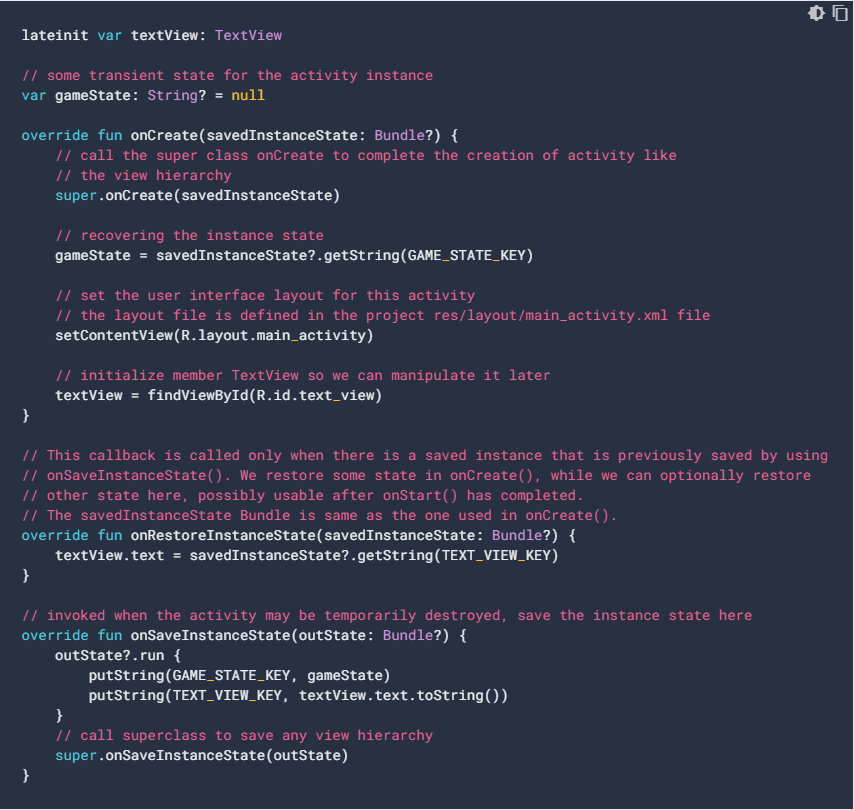 lateinit var textView: TextView

// some transient state for the activity instance
var gameState: String? = null

override fun onCreate(savedInstanceState: Bundle?) {
    // call the super class onCreate to complete the creation of activity like
    // the view hierarchy
    super.onCreate(savedInstanceState)

    // recovering the instance state
    gameState = savedInstanceState?.getString(GAME_STATE_KEY)

    // set the user interface layout for this activity
    // the layout file is defined in the project res/layout/main_activity.xml file
    setContentView(R.layout.main_activity)

    // initialize member TextView so we can manipulate it later
    textView = findViewById(R.id.text_view)
}

// This callback is called only when there is a saved instance that is previously saved by using
// onSaveInstanceState(). We restore some state in onCreate(), while we can optionally restore
// other state here, possibly usable after onStart() has completed.
// The savedInstanceState Bundle is same as the one used in onCreate().
override fun onRestoreInstanceState(savedInstanceState: Bundle?) {
    textView.text = savedInstanceState?.getString(TEXT_VIEW_KEY)
}

// invoked when the activity may be temporarily destroyed, save the instance state here
override fun onSaveInstanceState(outState: Bundle?) {
    outState?.run {
        putString(GAME_STATE_KEY, gameState)
        putString(TEXT_VIEW_KEY, textView.text.toString())
    }
    // call superclass to save any view hierarchy
    super.onSaveInstanceState(outState)
}